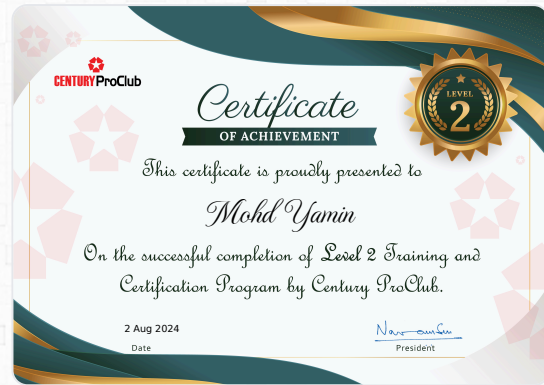 CENTURY ProClub
LEVEL
2
Certificate
OF ACHIEVEMENT
This certificate is proudly presented to
Mohd Yamin
On the successful completion of Level 2 Training and
Certification Program by Century ProClub.
2 Aug 2024
Date
President